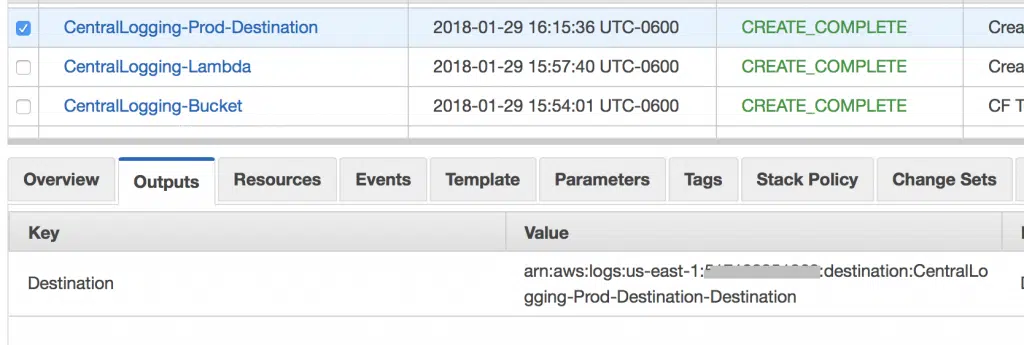 CentralLogging-Prod-Destination 2018-01-29 16:15:36 UTC-0600 CREATE_COMPLETE Crea
CentralLogging-Lambda 2018-01-29 15:57:40 UTC-0600 CREATE_COMPLETE Crea
CentralLogging-Bucket 2018-01-29 15:54:01 UTC-0600 CREATE_COMPLETE CF T
Overview Outputs Resources Events Template Parameters Tags Stack Policy Change Sets
Key Value
Destination arn:aws:logs:us-east-1: :destination:CentralLo
gging-Prod-Destination-Destination